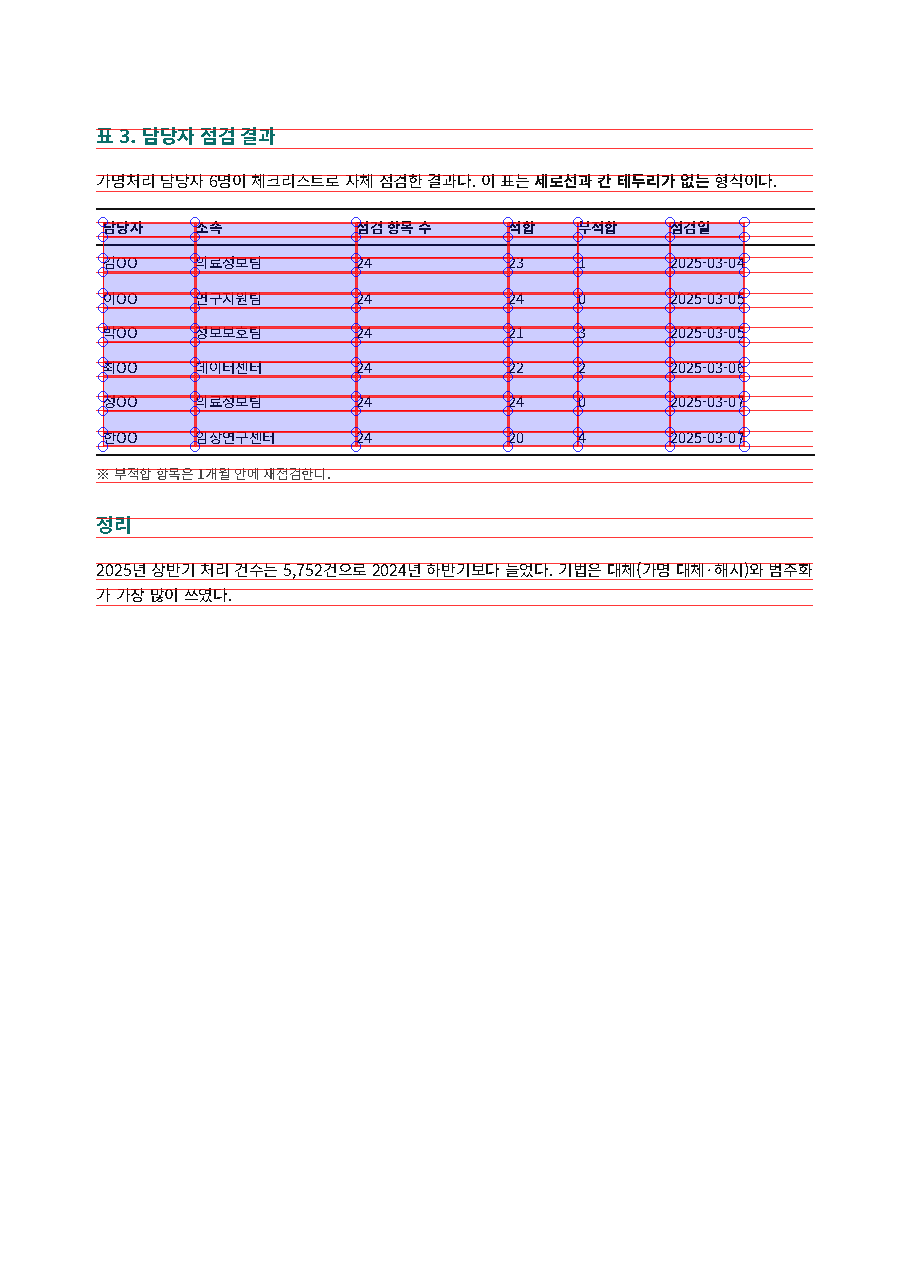 표 3. 담당자 점검 결과
가명처리 담당자 6명이 체크리스트로 자체 점검한 결과다. 이 표는 세로선과 칸 테두리가 없는 형식이다.
담당자 소속 점검 항목 수 적합 부적합 점검일
김OO 의료정보팀 24 23 1 2025-03-04
이OO 연구지원팀 24 24 0 2025-03-05
박OO 정보보호팀 24 21 3 2025-03-05
최OO 데이터센터 24 22 2 2025-03-06
정OO 의료정보팀 24 24 0 2025-03-07
한OO 임상연구센터 24 20 4 2025-03-07
※ 부적합 항목은 1개월 안에 재점검한다.
정리
2025년 상반기 처리 건수는 5,752건으로 2024년 하반기보다 늘었다. 기법은 대체(가명 대체·해시)와 범주화
가 가장 많이 쓰였다.